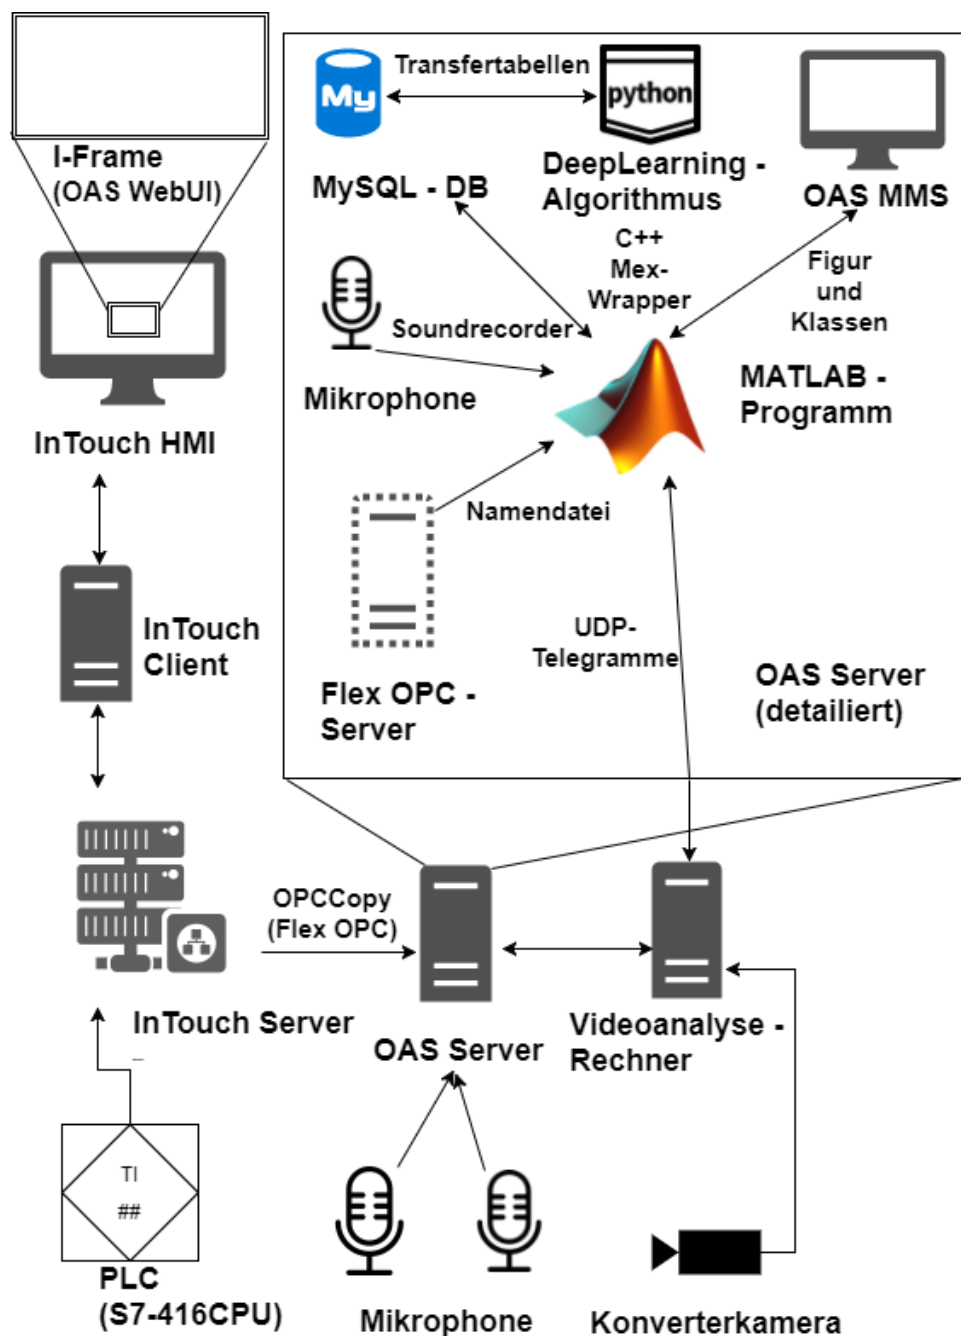 I-Frame
(OAS WebUI)
InTouch HMI
InTouch
Client
InTouch Server
_
TI
##
PLC
(S7-416CPU)
My
Transfertabellen
python
MySQL - DB
DeepLearning -
Algorithmus
OAS MMS
C++
Mex-
Wrapper
Figur
und
Klassen
Soundrecorder
Mikrophone
MATLAB -
Programm
Namendatei
UDP-
Telegramme
Flex OPC -
Server
OAS Server
(detailiert)
OPCCopy
(Flex OPC)
OAS Server
Videoanalyse -
Rechner
Mikrophone
Konverterkamera